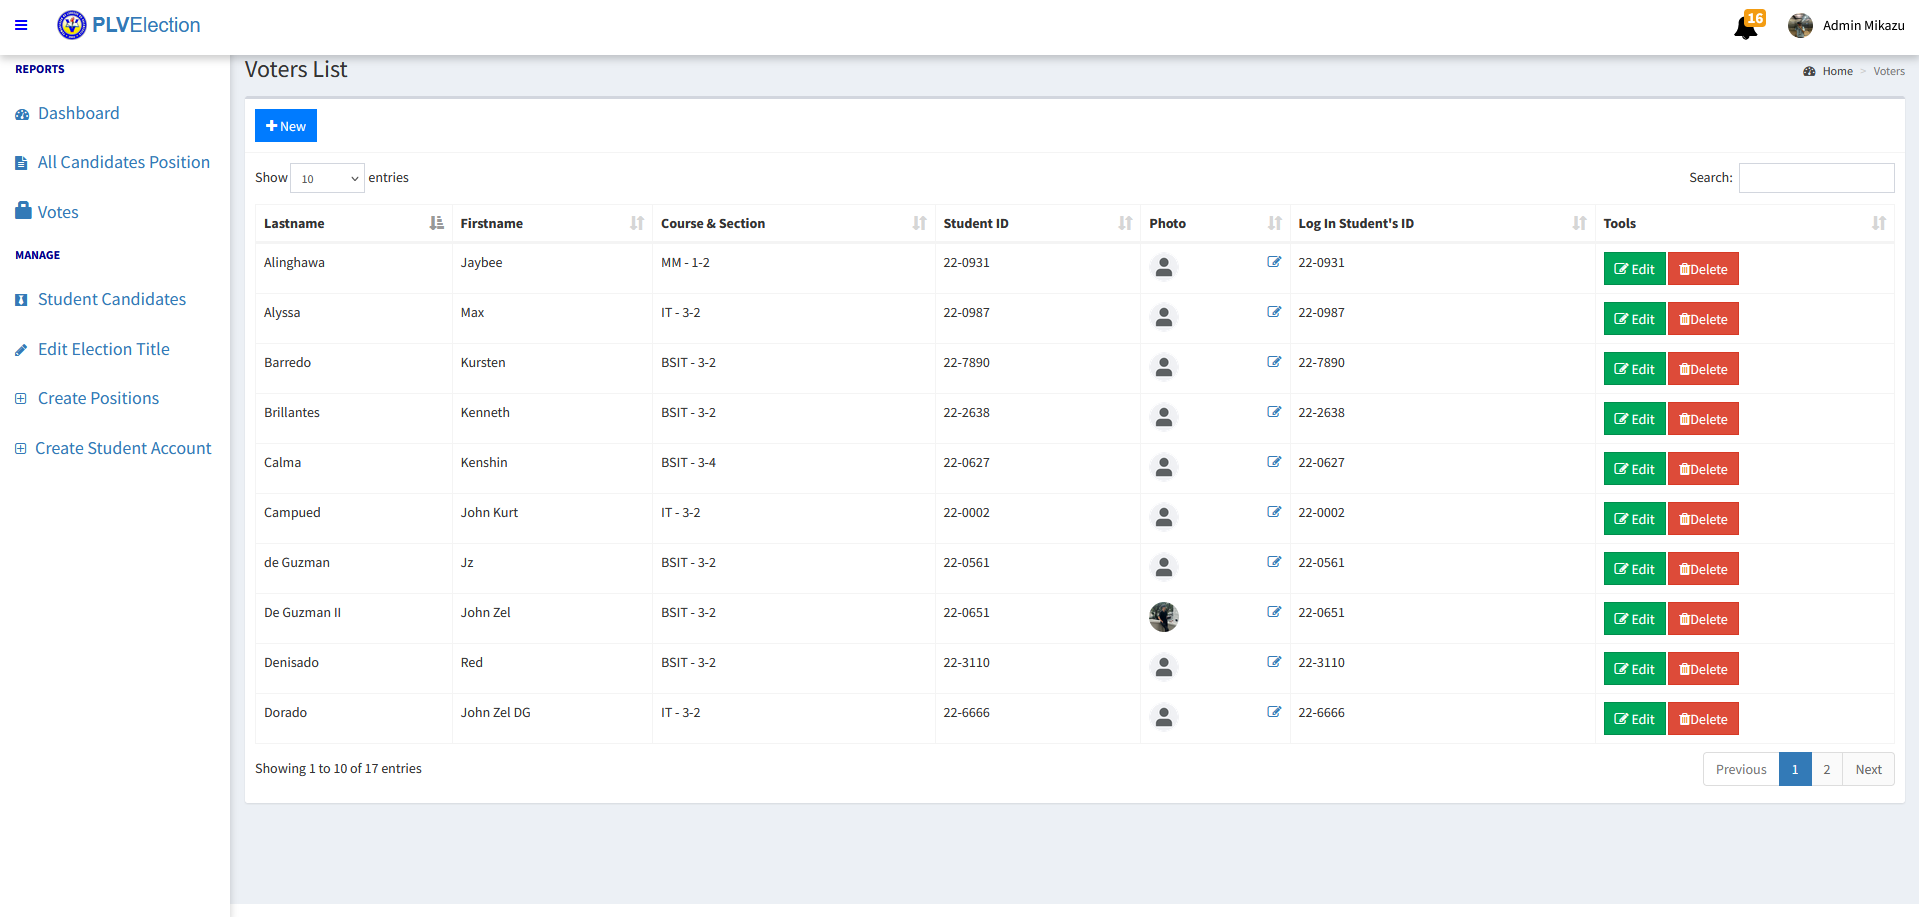 PLVElection
16
Admin Mikazu
REPORTS
Dashboard
All Candidates Position
Votes
MANAGE
Student Candidates
Edit Election Title
Create Positions
Create Student Account
Voters List
Home > Voters
New
Show 10 entries
Search:
Lastname Firstname Course & Section Student ID Photo Log In Student's ID Tools
Alinghawa Jaybee MM - 1-2 22-0931 22-0931 Edit Delete
Alyssa Max IT - 3-2 22-0987 22-0987 Edit Delete
Barredo Kursten BSIT - 3-2 22-7890 22-7890 Edit Delete
Brillantes Kenneth BSIT - 3-2 22-2638 22-2638 Edit Delete
Calma Kenshin BSIT - 3-4 22-0627 22-0627 Edit Delete
Campued John Kurt IT - 3-2 22-0002 22-0002 Edit Delete
de Guzman Jz BSIT - 3-2 22-0561 22-0561 Edit Delete
De Guzman II John Zel BSIT - 3-2 22-0651 22-0651 Edit Delete
Denisado Red BSIT - 3-2 22-3110 22-3110 Edit Delete
Dorado John Zel DG IT - 3-2 22-6666 22-6666 Edit Delete
Showing 1 to 10 of 17 entries
Previous 1 2 Next